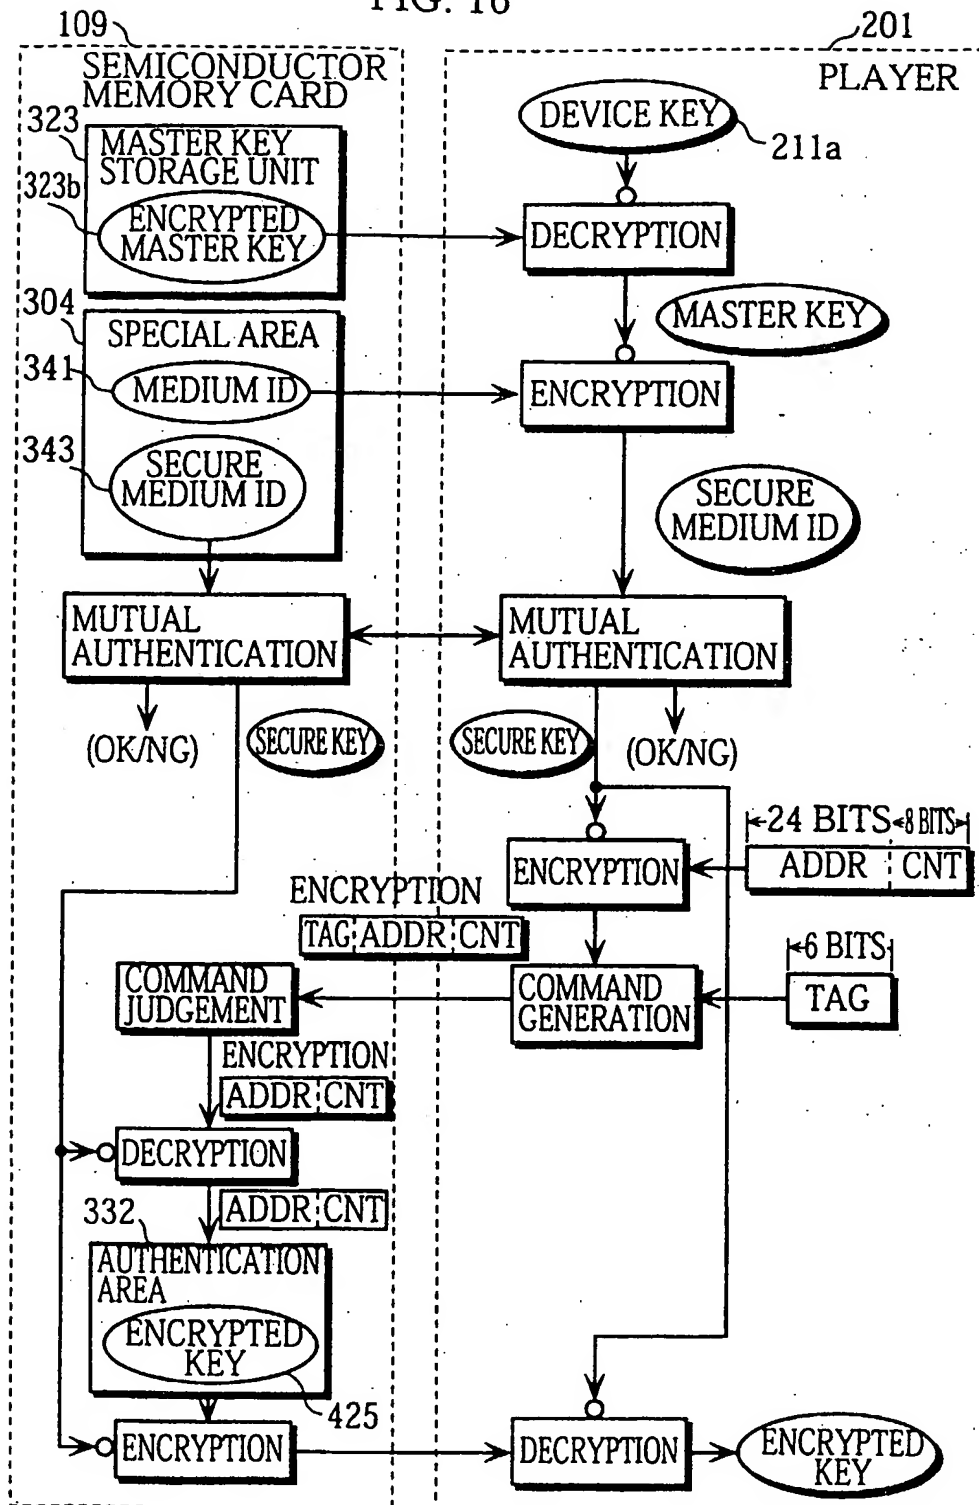 FIG. 16
109
201
SEMICONDUCTOR
MEMORY CARD
PLAYER
323
MASTER KEY
STORAGE UNIT
323b
ENCRYPTED
MASTER KEY
DEVICE KEY
211a
DECRYPTION
MASTER KEY
304
SPECIAL AREA
341
MEDIUM ID
ENCRYPTION
343
SECURE
MEDIUM ID
SECURE
MEDIUM ID
MUTUAL
AUTHENTICATION
MUTUAL
AUTHENTICATION
(OK/NG)
SECURE KEY
SECURE KEY
(OK/NG)
24 BITS
8 BITS
ENCRYPTION
ADDR CNT
ENCRYPTION
TAG ADDR CNT
6 BITS
COMMAND
JUDGEMENT
COMMAND
GENERATION
TAG
ENCRYPTION
ADDR CNT
DECRYPTION
ADDR CNT
332
AUTHENTICATION
AREA
ENCRYPTED
KEY
425
ENCRYPTION
DECRYPTION
ENCRYPTED
KEY